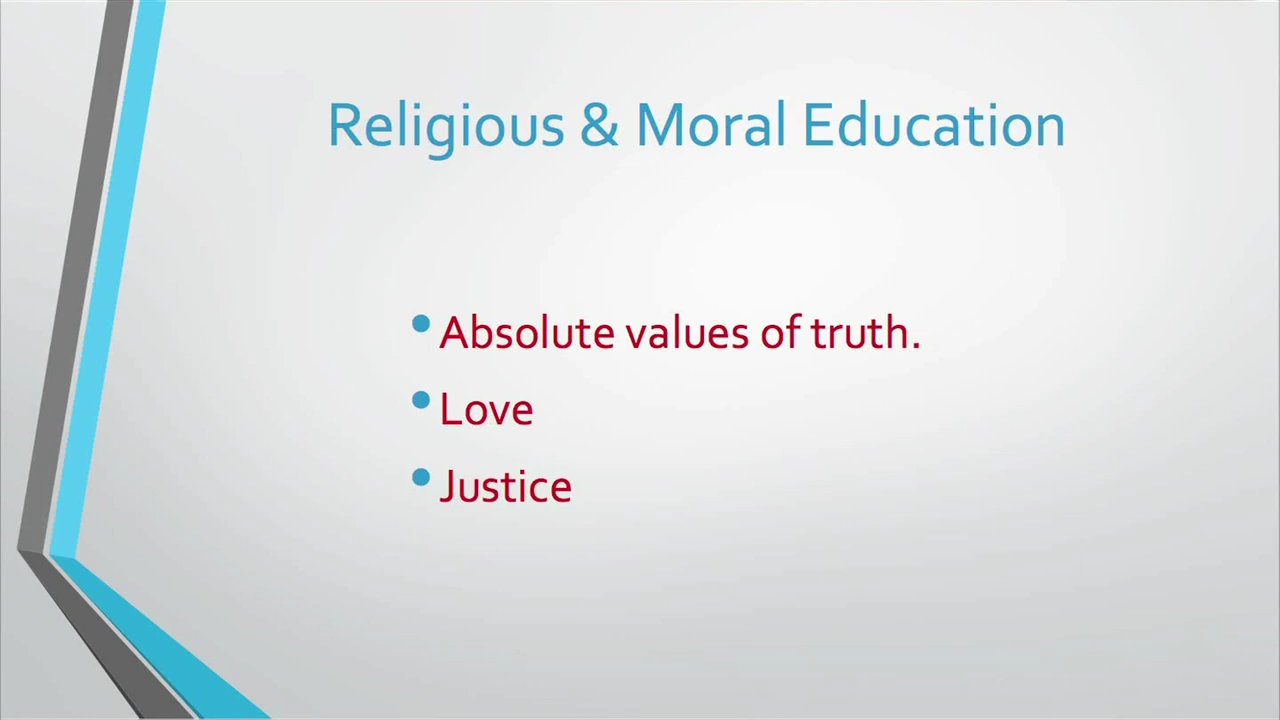 Religious & Moral Education
• Absolute values of truth.
• Love
• Justice